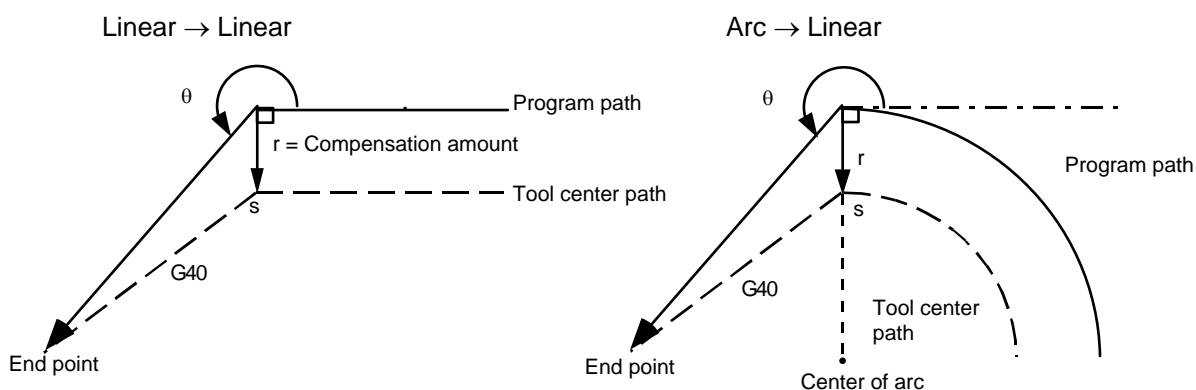 Linear → Linear
θ
Program path
r = Compensation amount
Tool center path
s
G40
End point
Arc → Linear
θ
Program path
r
s
G40
Tool center
path
End point
Center of arc